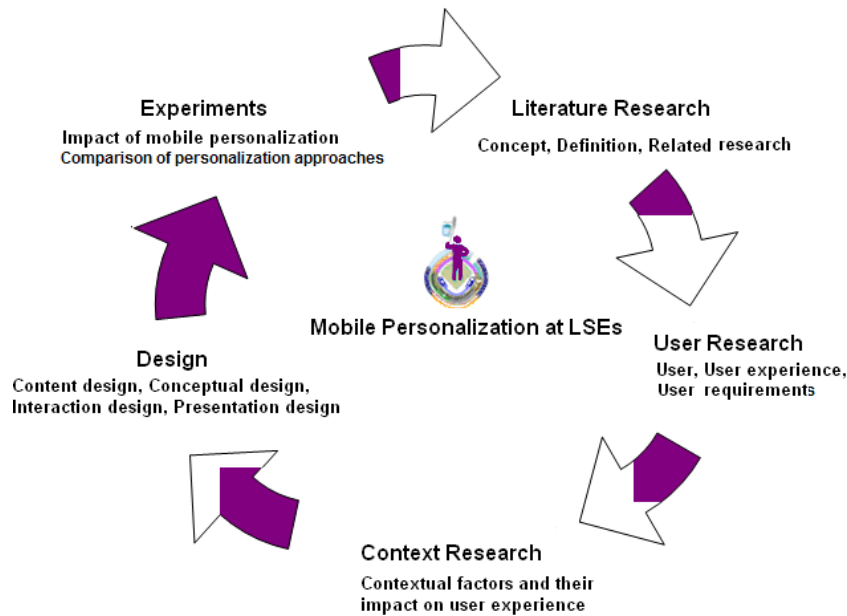 Experiments
Impact of mobile personalization
Comparison of personalization approaches
Literature Research
Concept, Definition, Related research
Mobile Personalization at LSEs
User Research
User, User experience,
User requirements
Design
Content design, Conceptual design,
Interaction design, Presentation design
Context Research
Contextual factors and their
impact on user experience